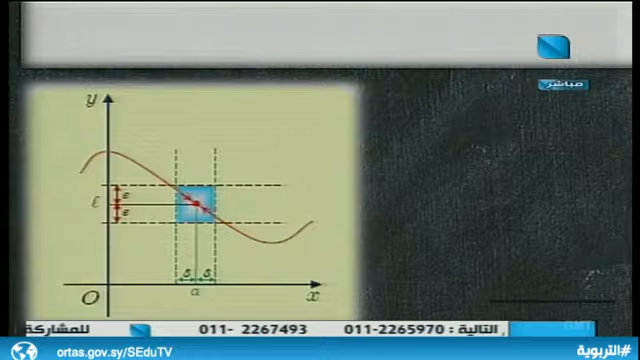 مباشر
y
ℓ
ε
ε
δ δ
a
O
x
التالية : 2265970-011 2267493 -011 للمشاركة
ortas.gov.sy/SEduTV
#التربوية